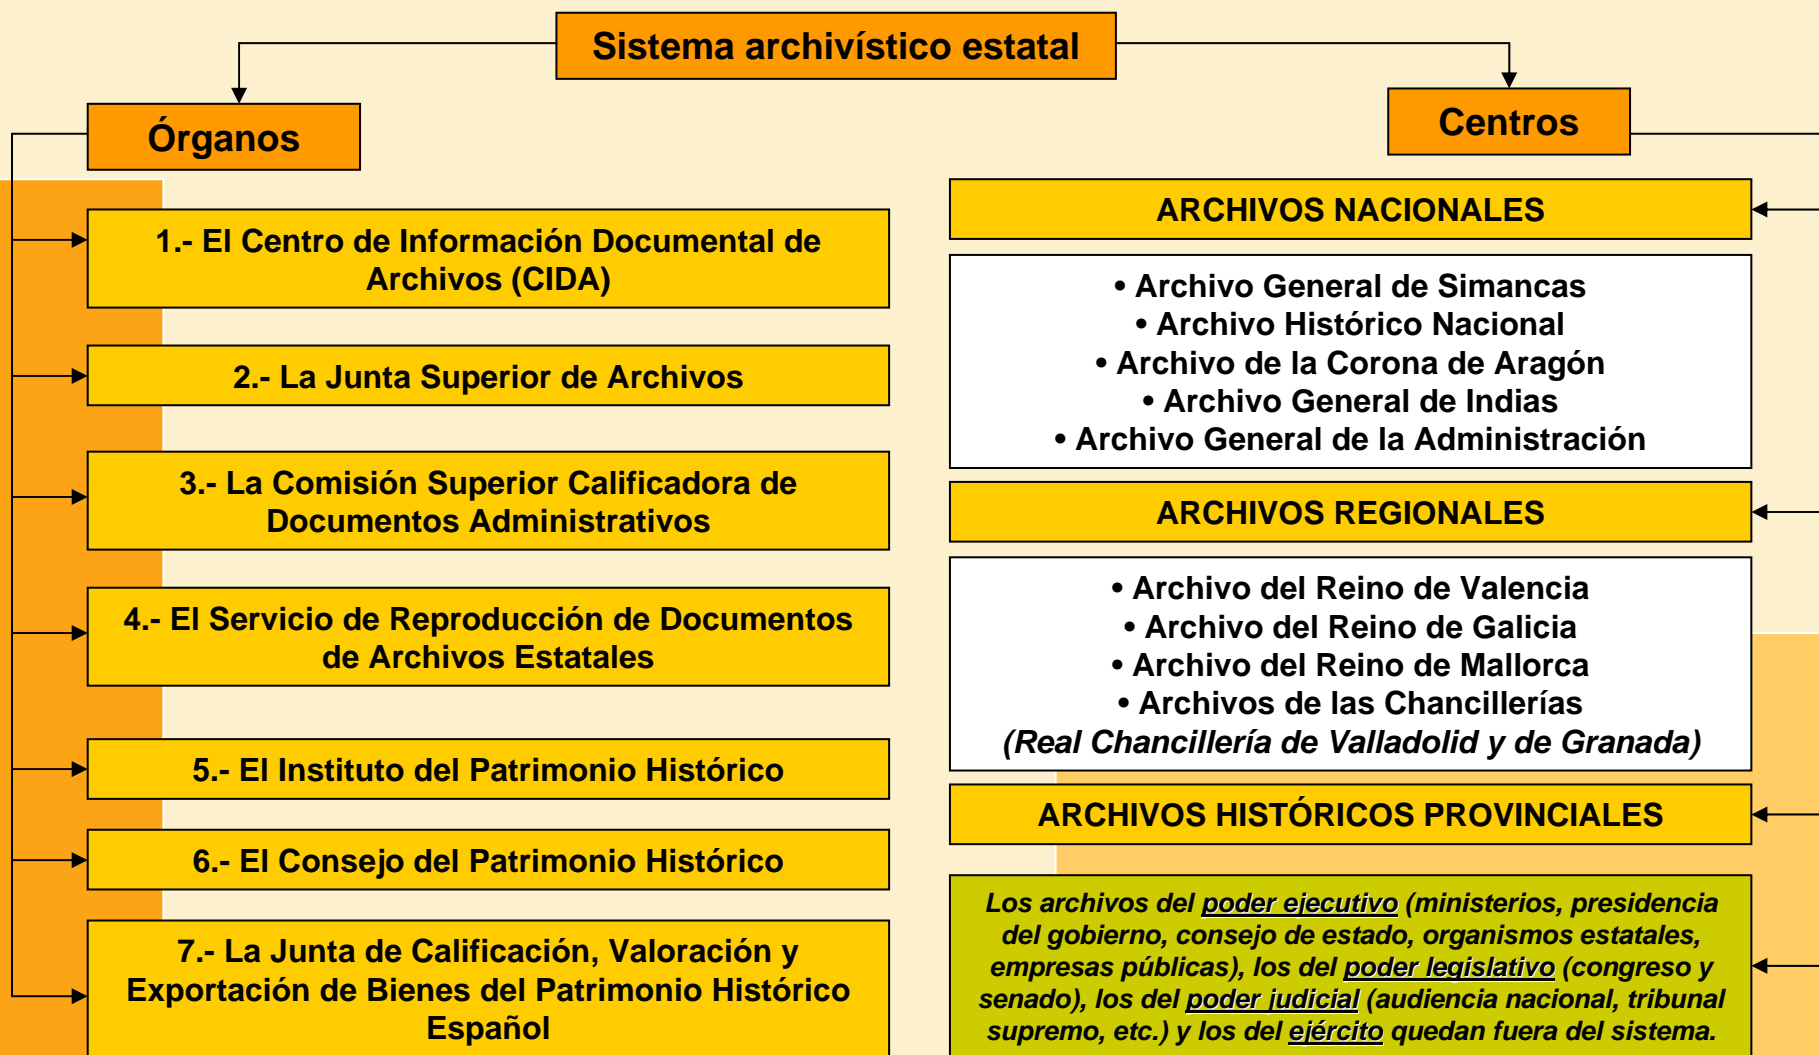 Sistema archivístico estatal
Órganos
1.- El Centro de Información Documental de
Archivos (CIDA)
2.- La Junta Superior de Archivos
3.- La Comisión Superior Calificadora de
Documentos Administrativos
4.- El Servicio de Reproducción de Documentos
de Archivos Estatales
5.- El Instituto del Patrimonio Histórico
6.- El Consejo del Patrimonio Histórico
7.- La Junta de Calificación, Valoración y
Exportación de Bienes del Patrimonio Histórico
Español
Centros
ARCHIVOS NACIONALES
• Archivo General de Simancas
• Archivo Histórico Nacional
• Archivo de la Corona de Aragón
• Archivo General de Indias
• Archivo General de la Administración
ARCHIVOS REGIONALES
• Archivo del Reino de Valencia
• Archivo del Reino de Galicia
• Archivo del Reino de Mallorca
• Archivos de las Chancillerías
(Real Chancillería de Valladolid y de Granada)
ARCHIVOS HISTÓRICOS PROVINCIALES
Los archivos del poder ejecutivo (ministerios, presidencia
del gobierno, consejo de estado, organismos estatales,
empresas públicas), los del poder legislativo (congreso y
senado), los del poder judicial (audiencia nacional, tribunal
supremo, etc.) y los del ejército quedan fuera del sistema.